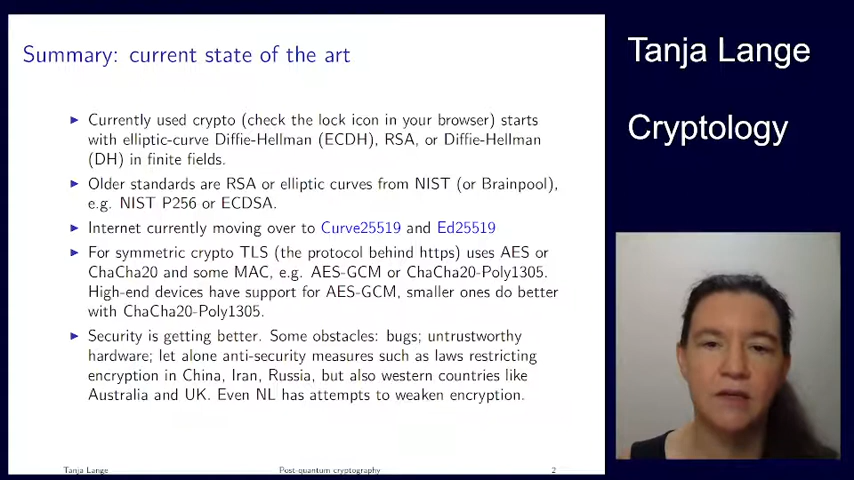 Summary: current state of the art
▶ Currently used crypto (check the lock icon in your browser) starts
with elliptic-curve Diffie-Hellman (ECDH), RSA, or Diffie-Hellman
(DH) in finite fields.
▶ Older standards are RSA or elliptic curves from NIST (or Brainpool),
e.g. NIST P256 or ECDSA.
▶ Internet currently moving over to Curve25519 and Ed25519
▶ For symmetric crypto TLS (the protocol behind https) uses AES or
ChaCha20 and some MAC, e.g. AES-GCM or ChaCha20-Poly1305.
High-end devices have support for AES-GCM, smaller ones do better
with ChaCha20-Poly1305.
▶ Security is getting better. Some obstacles: bugs; untrustworthy
hardware; let alone anti-security measures such as laws restricting
encryption in China, Iran, Russia, but also western countries like
Australia and UK. Even NL has attempts to weaken encryption.
Tanja Lange Post-quantum cryptography 2
Tanja Lange
Cryptology